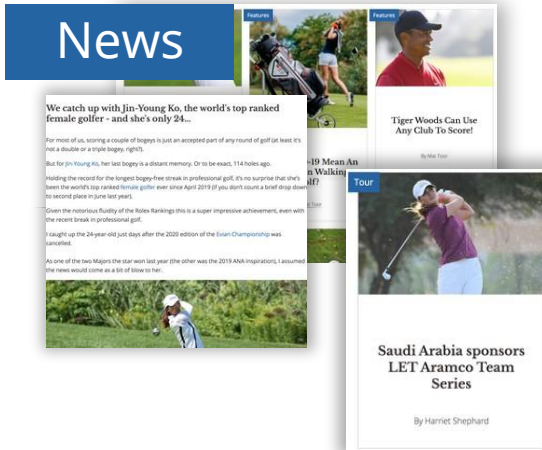 News
Features
Features
Tiger Woods Can Use
Any Club To Score!
By Mat Tour
-19 Mean An
n Walking
lf?
Tour
We catch up with Jin-Young Ko, the world's top ranked
female golfer - and she's only 24...
For most of us, scoring a couple of bogeys is just an accepted part of any round of golf (at least it's
not a double or a triple bogey, right?).
But for Jin-Young Ko, her last bogey is a distant memory. Or to be exact, 114 holes ago.
Holding the record for the longest bogey-free streak in professional golf, it's no surprise that she's
been the world's top ranked female golfer ever since April 2019 (if you don't count a brief drop down
to second place in June last year).
Given the notorious fluidity of the Rolex Rankings this is a super impressive achievement, even with
the recent break in professional golf.
I caught up the 24-year-old just days after the 2020 edition of the Evian Championship was
cancelled.
As one of the two Majors the star won last year (the other was the 2019 ANA Inspiration), I assumed
the news would come as a bit of blow to her.
Tour
Saudi Arabia sponsors
LET Aramco Team
Series
By Harriet Shephard